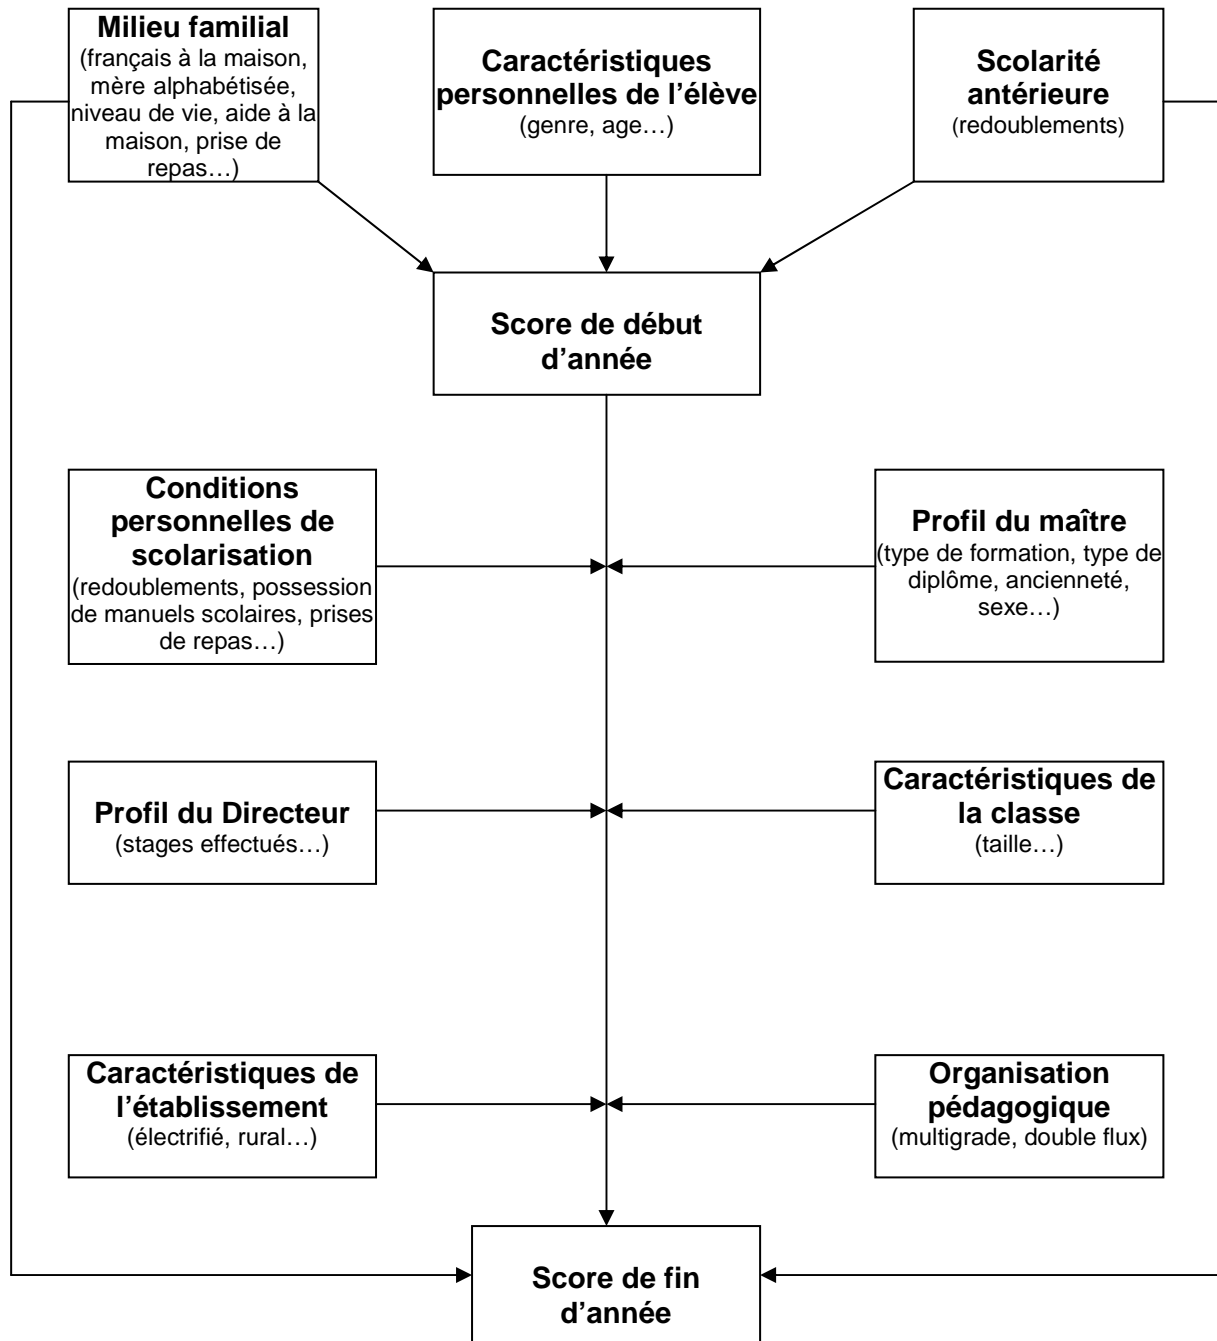 Milieu familial
(français à la maison,
mère alphabétisée,
niveau de vie, aide à la
maison, prise de
repas…)
Caractéristiques
personnelles de l’élève
(genre, age…)
Scolarité
antérieure
(redoublements)
Score de début
d’année
Conditions
personnelles de
scolarisation
(redoublements, possession
de manuels scolaires, prises
de repas…)
Profil du maître
(type de formation, type de
diplôme, ancienneté,
sexe…)
Profil du Directeur
(stages effectués…)
Caractéristiques de
la classe
(taille…)
Caractéristiques de
l’établissement
(électrifié, rural…)
Organisation
pédagogique
(multigrade, double flux)
Score de fin
d’année